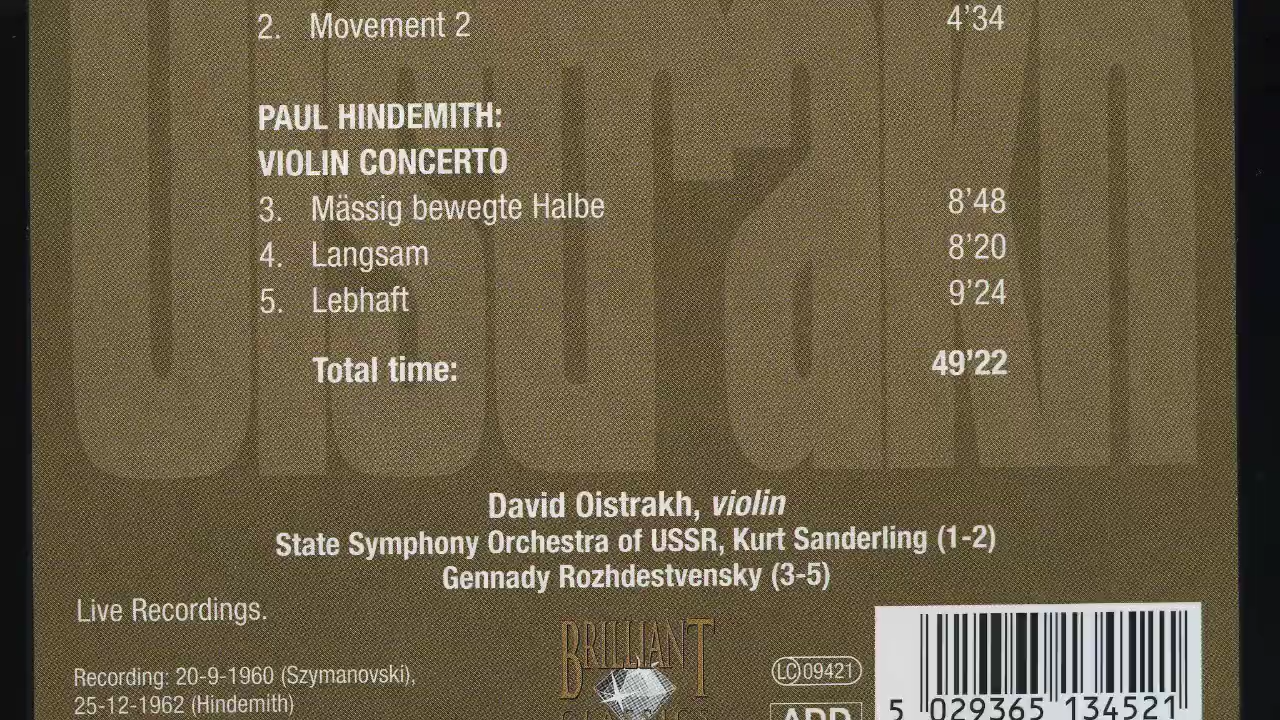 2. Movement 2 4'34
PAUL HINDEMITH:
VIOLIN CONCERTO
3. Mässig bewegte Halbe 8'48
4. Langsam 8'20
5. Lebhaft 9'24
Total time: 49'22
David Oistrakh, violin
State Symphony Orchestra of USSR, Kurt Sanderling (1-2)
Gennady Rozhdestvensky (3-5)
Live Recordings.
Recording: 20-9-1960 (Szymanovski),
25-12-1962 (Hindemith)
BRILLIANT
LC 09421
ADD
5 029365 134521